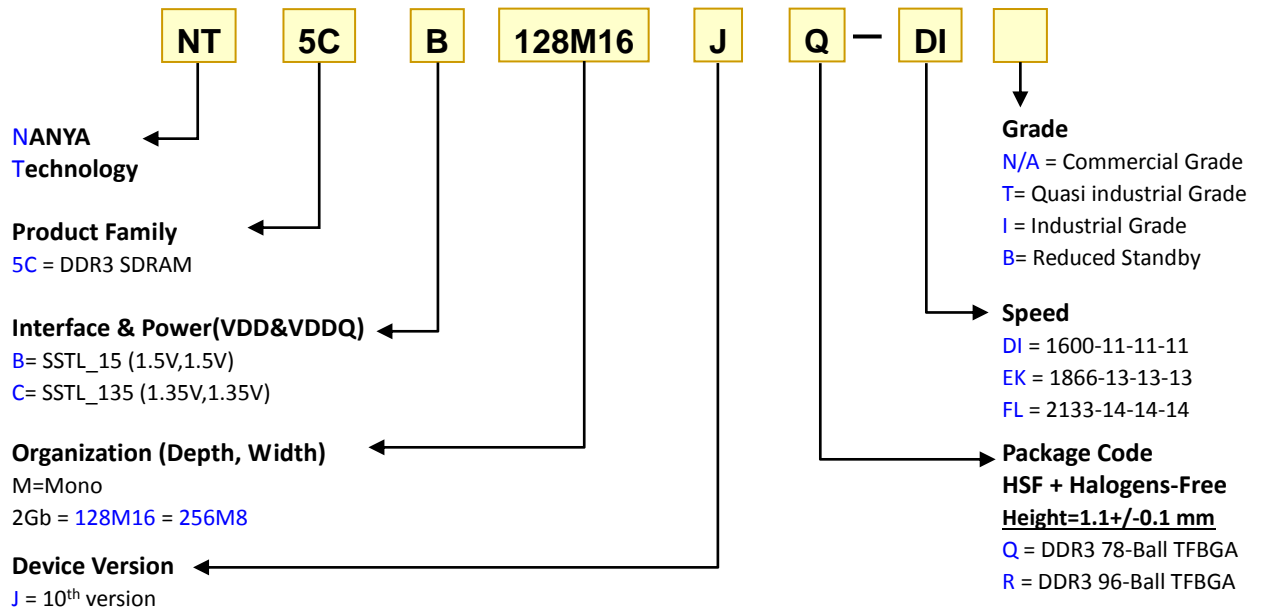 NT 5C B 128M16 J Q – DI
NANYA
Technology
Product Family
5C = DDR3 SDRAM
Interface & Power(VDD&VDDQ)
B= SSTL_15 (1.5V,1.5V)
C= SSTL_135 (1.35V,1.35V)
Organization (Depth, Width)
M=Mono
2Gb = 128M16 = 256M8
Device Version
J = 10th version
Grade
N/A = Commercial Grade
T= Quasi industrial Grade
I = Industrial Grade
B= Reduced Standby
Speed
DI = 1600-11-11-11
EK = 1866-13-13-13
FL = 2133-14-14-14
Package Code
HSF + Halogens-Free
Height=1.1+/-0.1 mm
Q = DDR3 78-Ball TFBGA
R = DDR3 96-Ball TFBGA